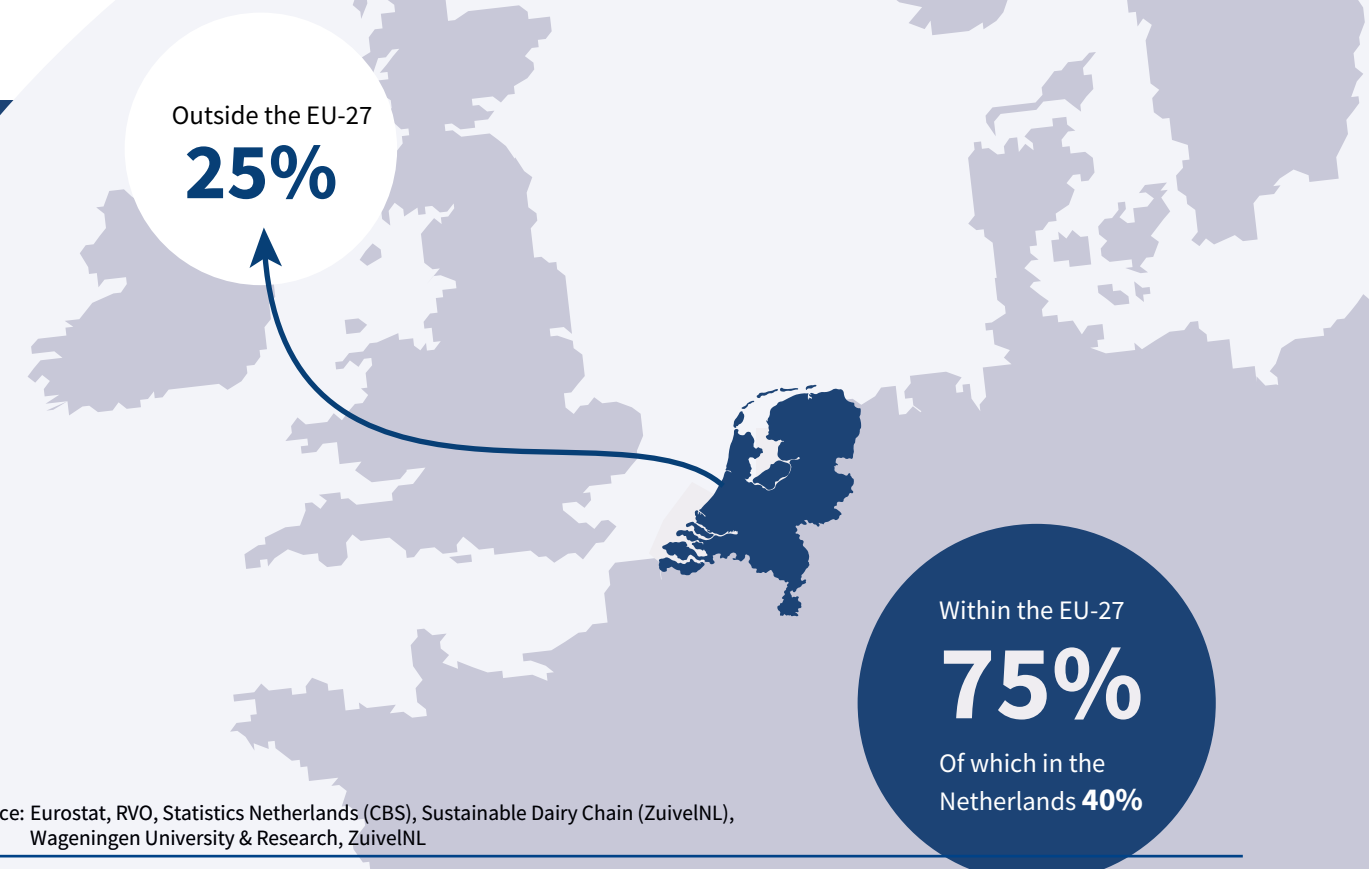 Outside the EU-27
25%
Within the EU-27
75%
Of which in the
Netherlands 40%
ce: Eurostat, RVO, Statistics Netherlands (CBS), Sustainable Dairy Chain (ZuivelNL),
Wageningen University & Research, ZuivelNL